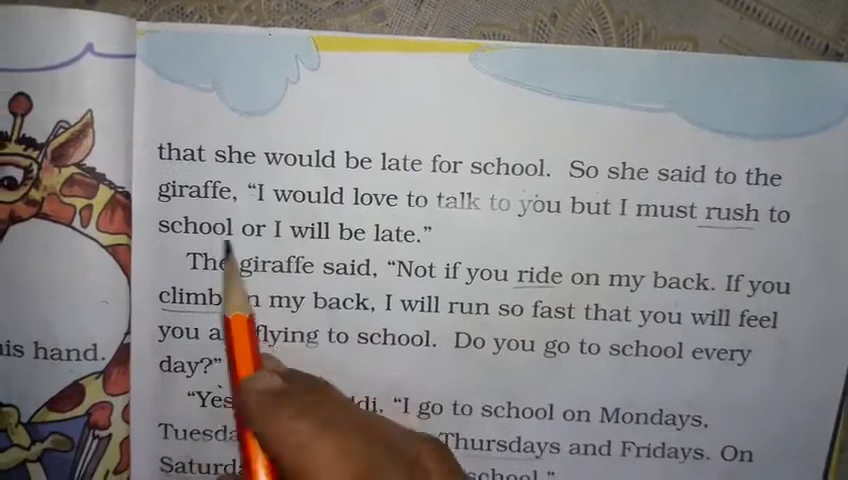 that she would be late for school. So she said to the
giraffe, “I would love to talk to you but I must rush to
school or I will be late.”
The giraffe said, “Not if you ride on my back. If you
climb my back, I will run so fast that you will feel
you flying to school. Do you go to school every
day?”
his hand.
“Yes “I go to school on Mondays,
Thursdays and Fridays. On
school.”